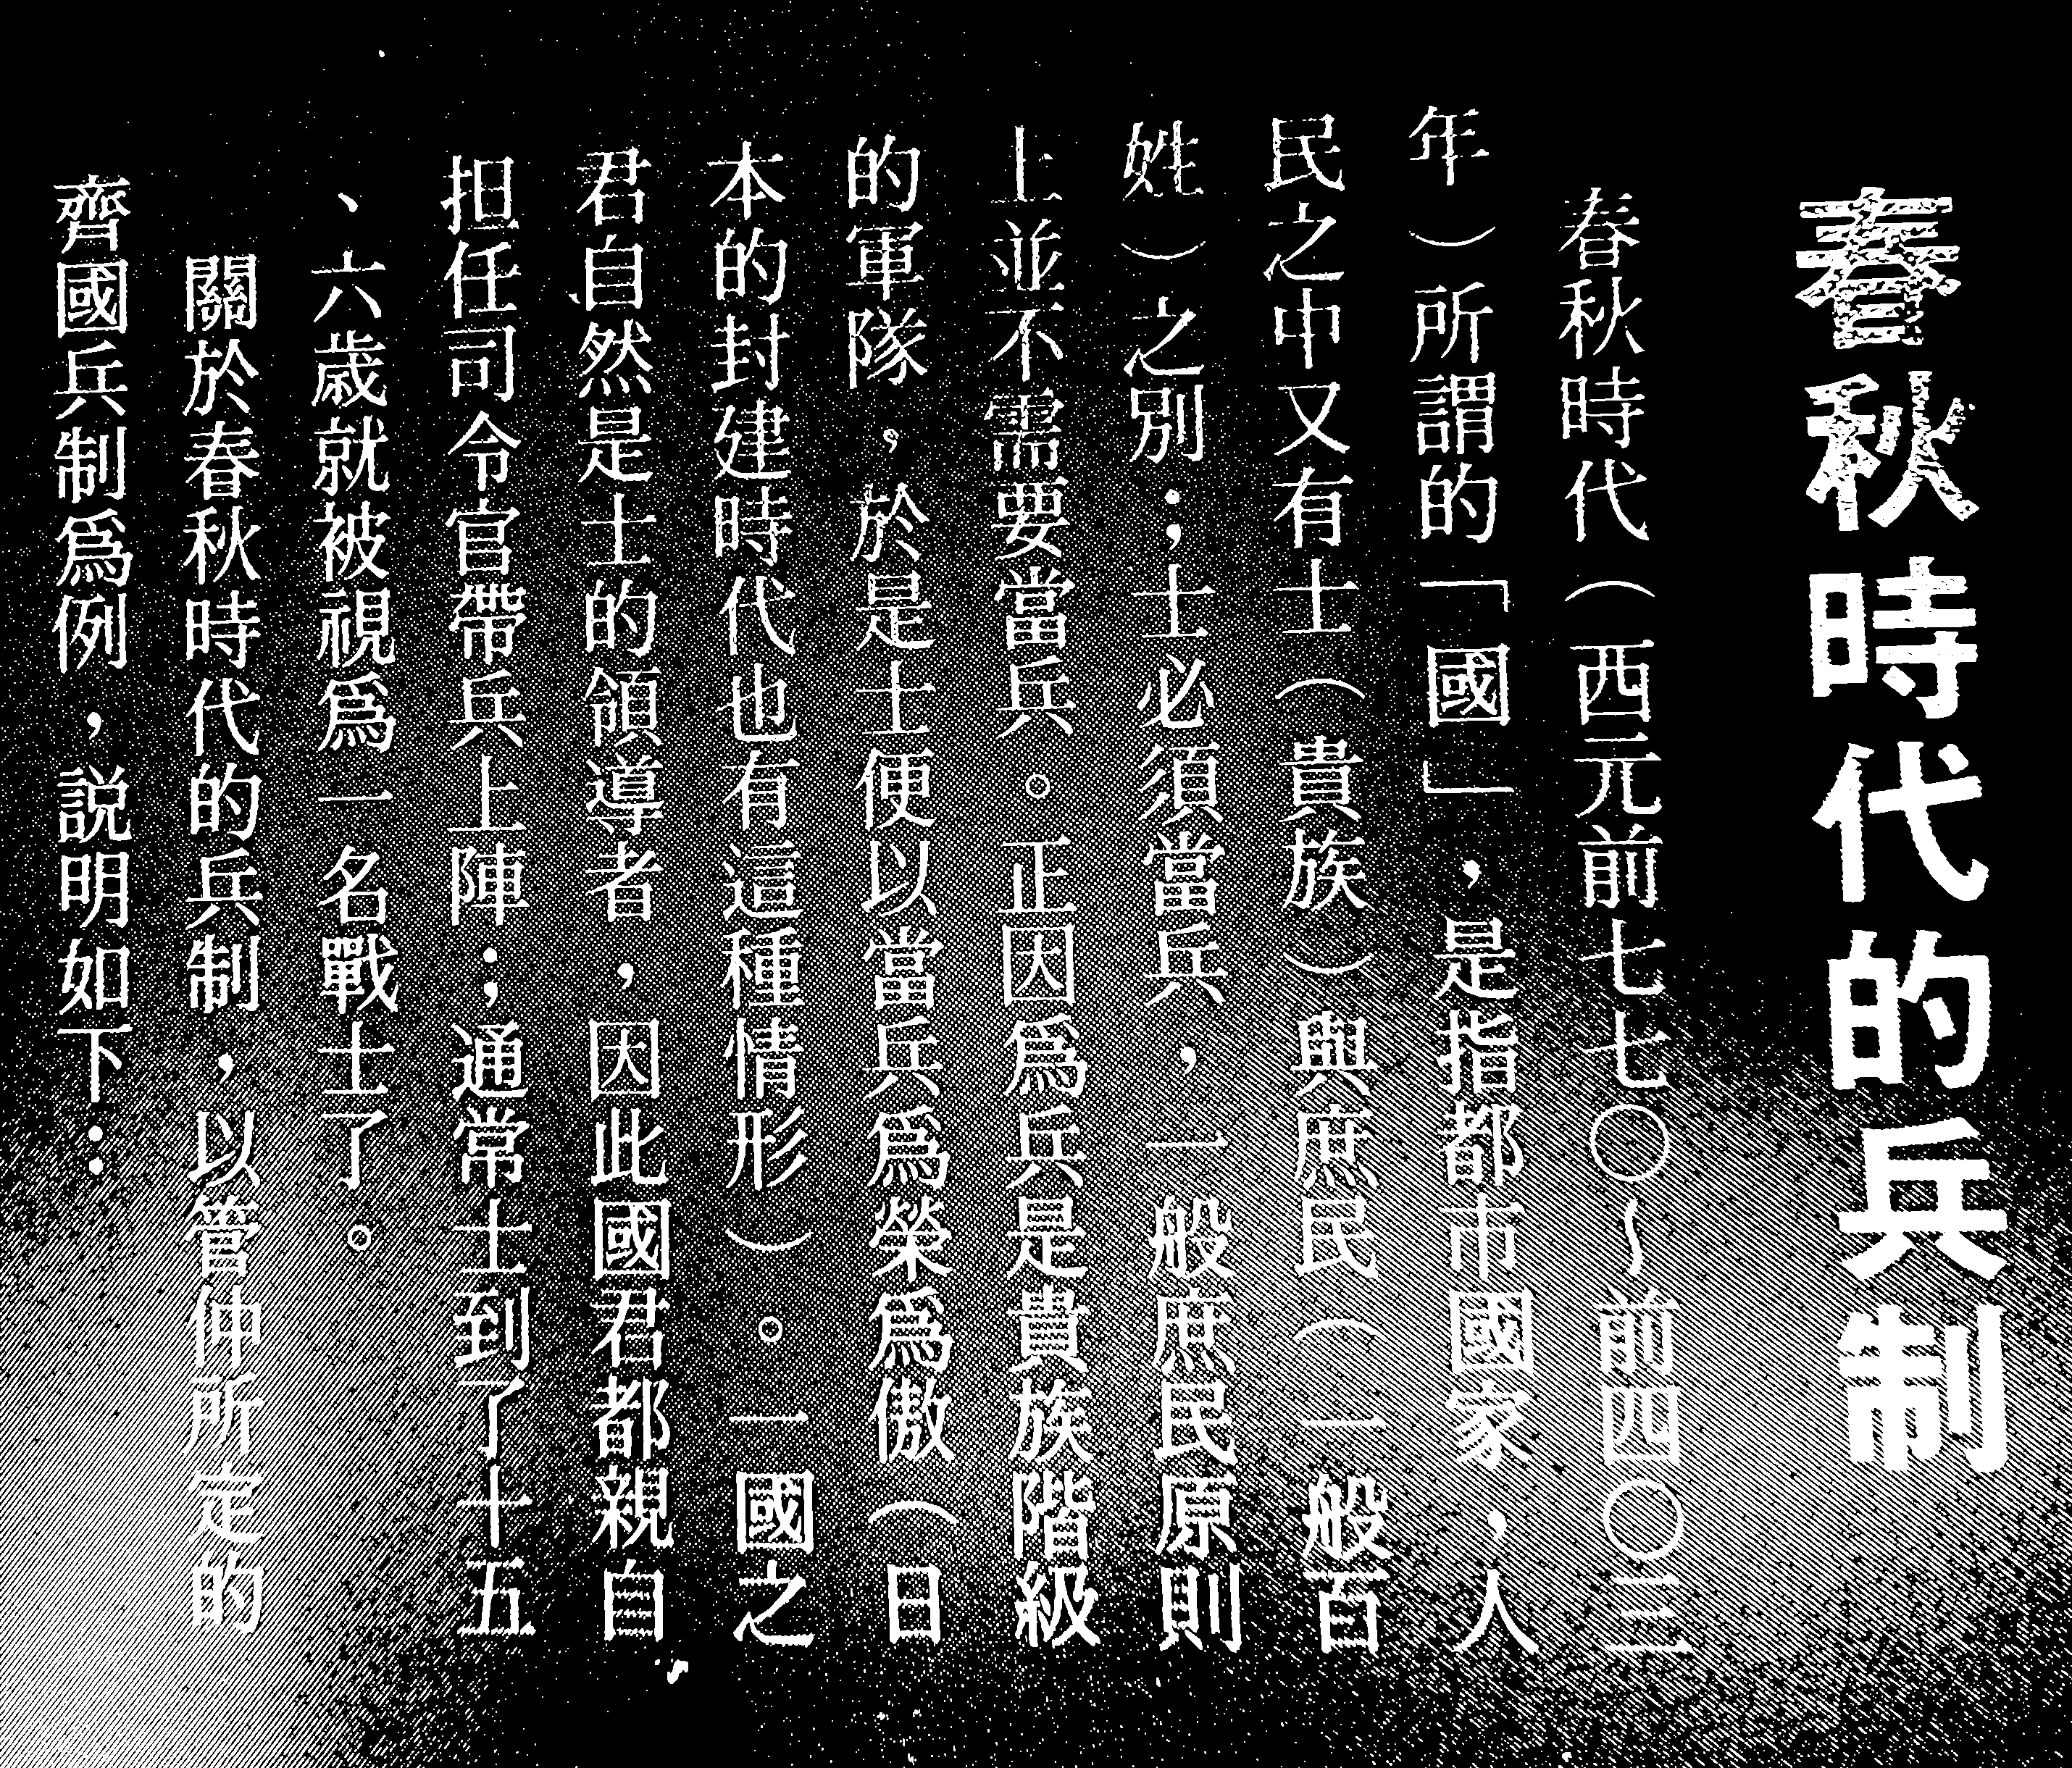 春秋時代的兵制
春秋時代（西元前七七〇～前四〇三
年）所謂的「國」，是指都市國家，人
民之中又有士（貴族）與庶民（一般百
姓）之別；士必須當兵，一般庶民原則
上並不需要當兵。正因爲兵是貴族階級
的軍隊，於是士便以當兵爲榮爲傲（日
本的封建時代也有這種情形）。一國之
君自然是士的領導者，因此國君都親自
担任司令官帶兵上陣；通常士到了十五
、六歲就被視爲一名戰士了。
關於春秋時代的兵制，以管仲所定的
齊國兵制爲例，説明如下：